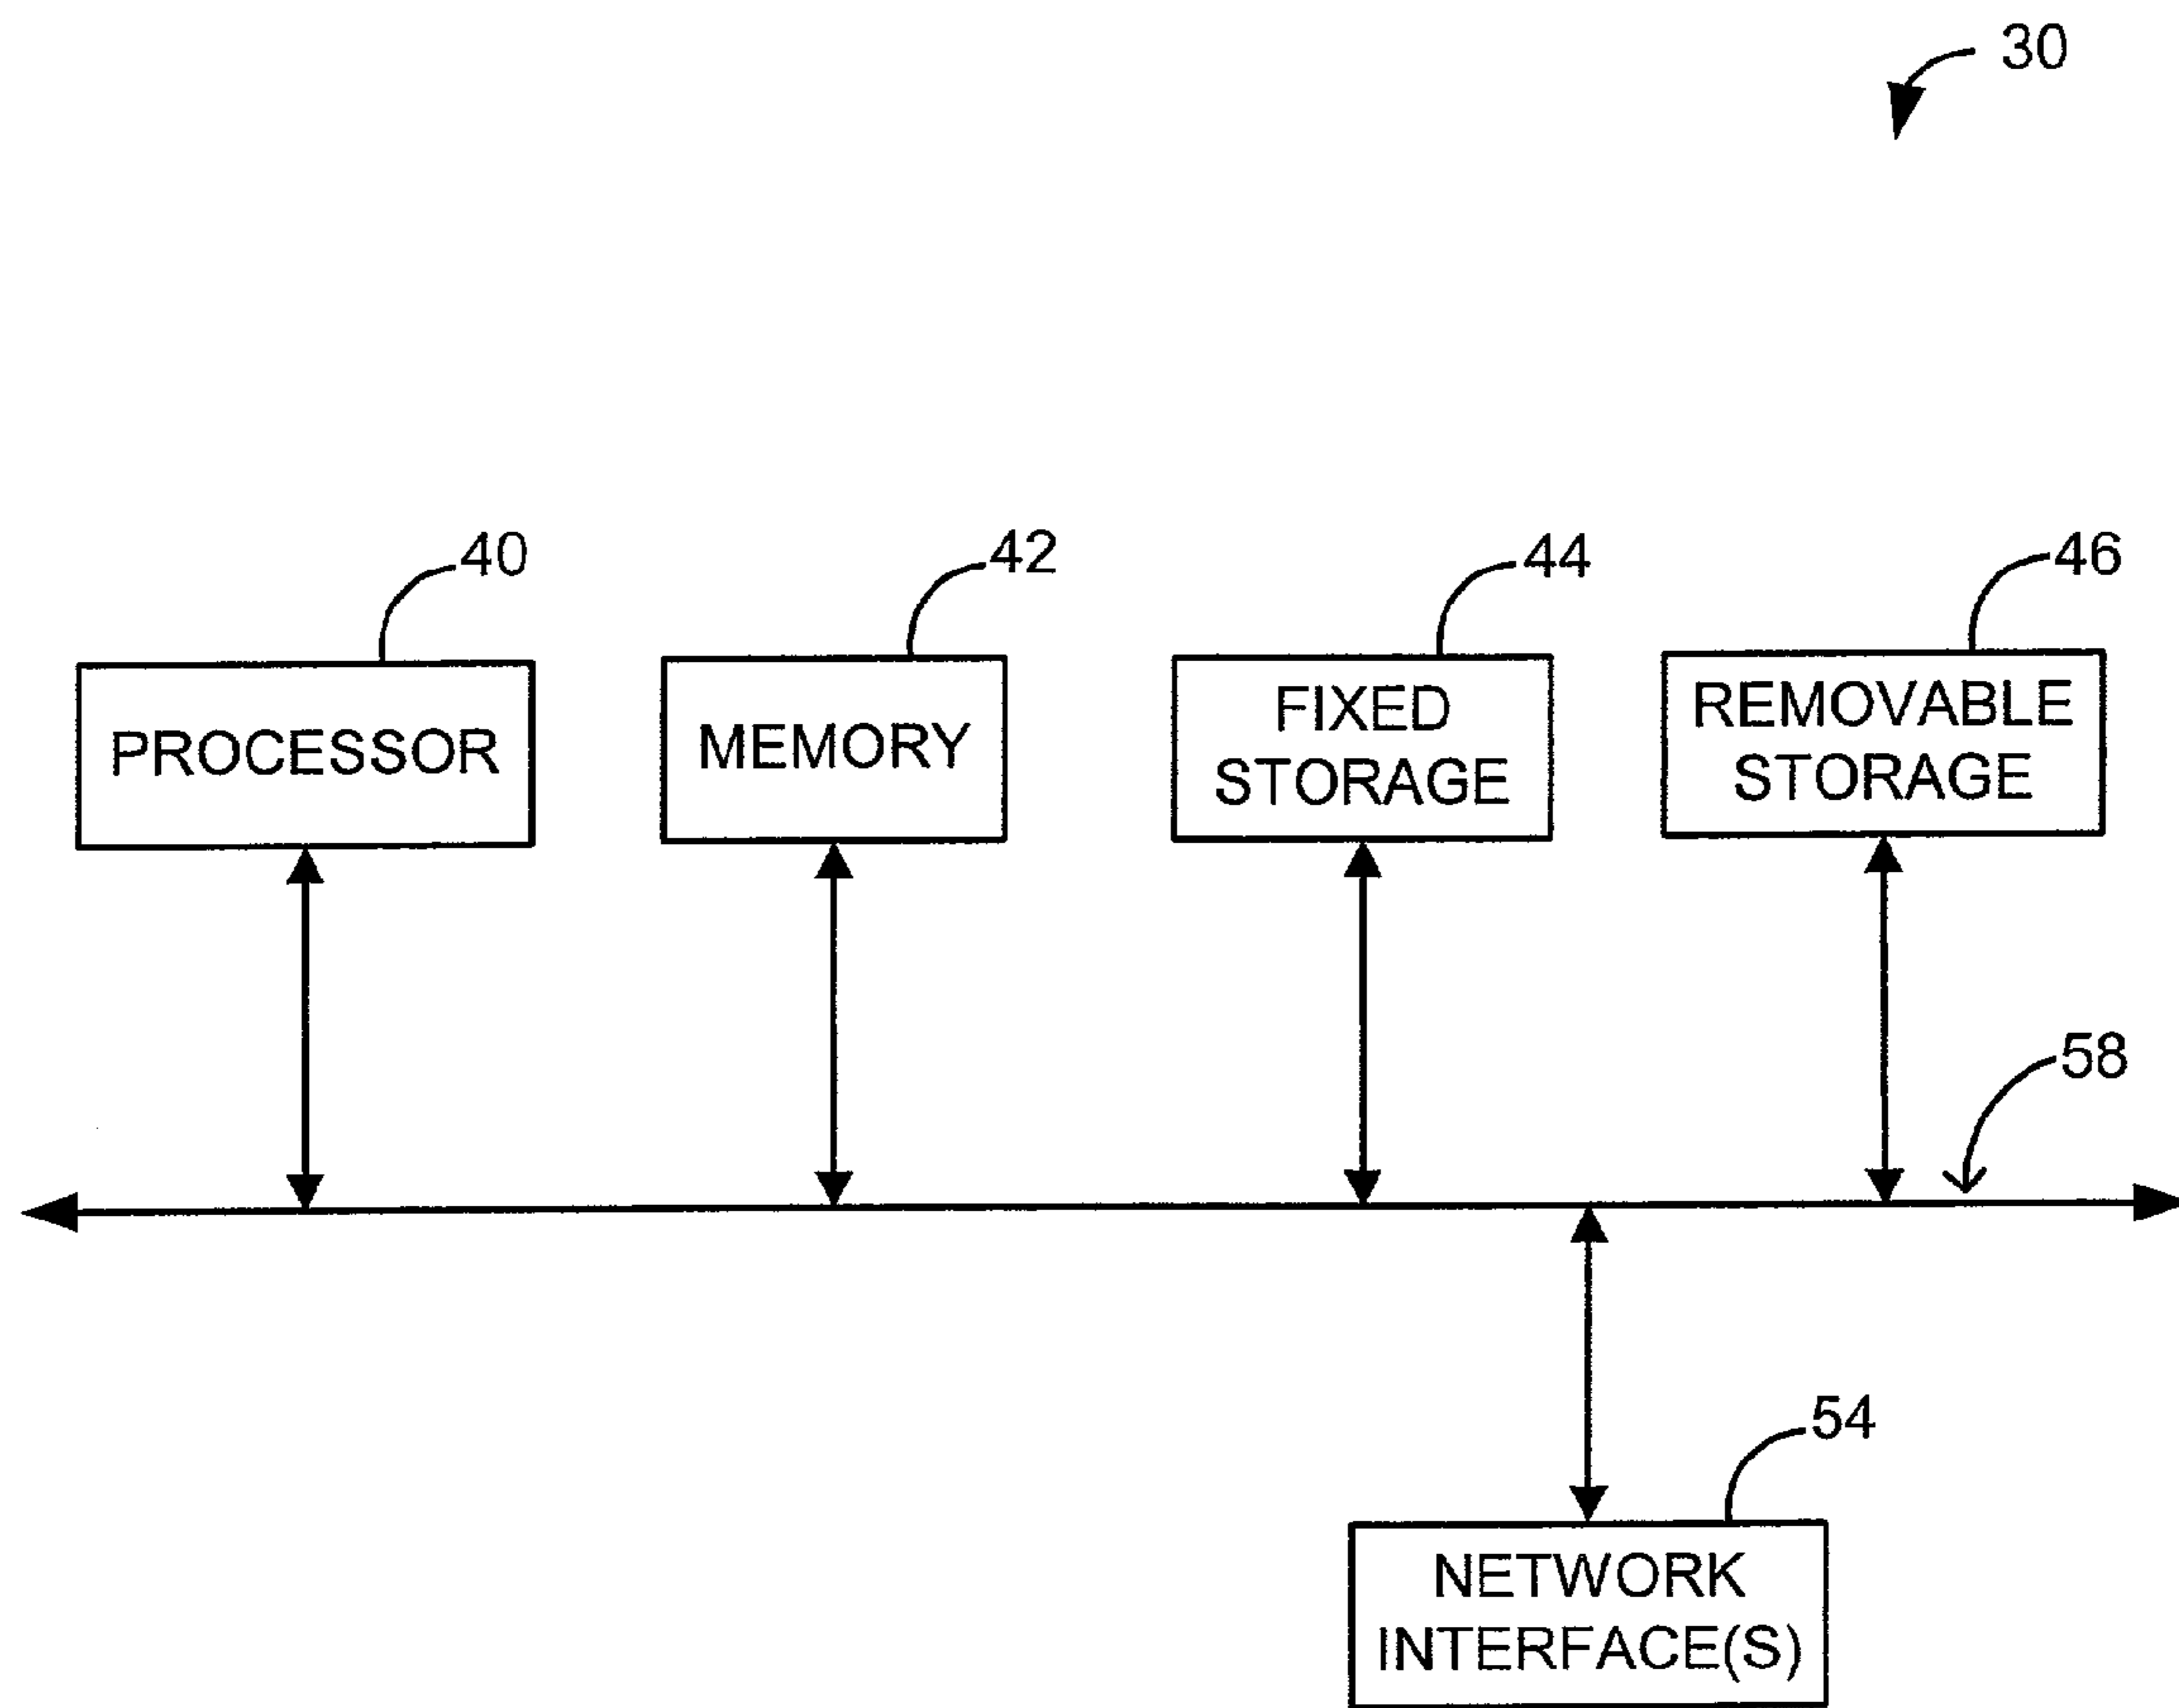 30
40
42
44
46
PROCESSOR
MEMORY
FIXED
STORAGE
REMOVABLE
STORAGE
58
54
NETWORK
INTERFACE(S)